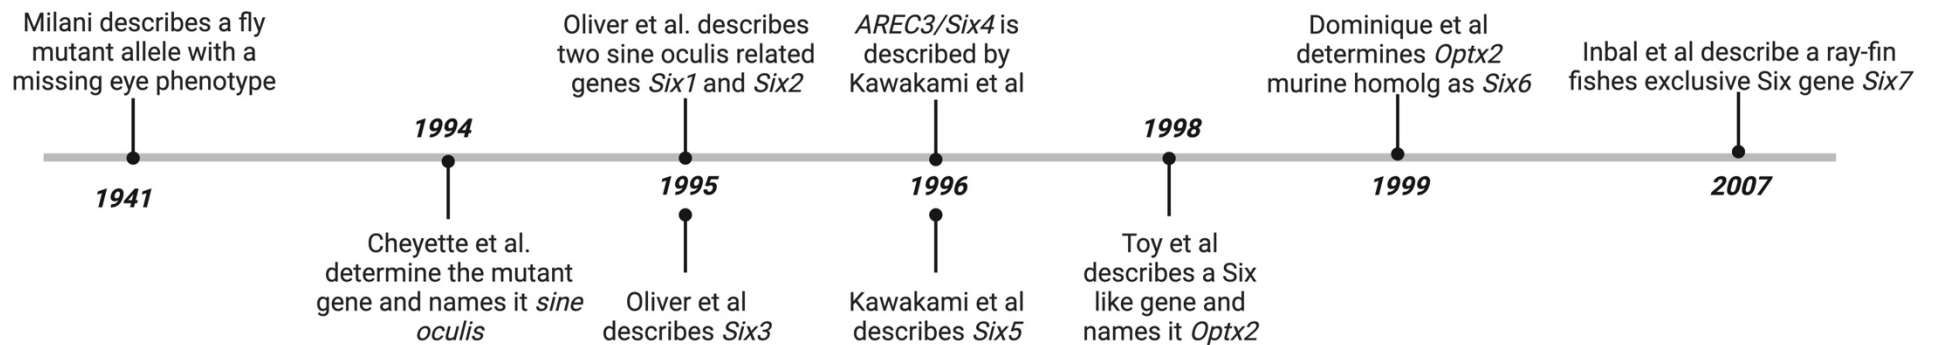 Milani describes a fly
mutant allele with a
missing eye phenotype
1941
1994
Cheyette et al.
determine the mutant
gene and names it sine
oculis
Oliver et al. describes
two sine oculis related
genes Six1 and Six2
1995
Oliver et al
describes Six3
AREC3/Six4 is
described by
Kawakami et al
1996
Kawakami et al
describes Six5
1998
Toy et al
describes a Six
like gene and
names it Optx2
Dominique et al
determines Optx2
murine homolg as Six6
1999
Inbal et al describe a ray-fin
fishes exclusive Six gene Six7
2007